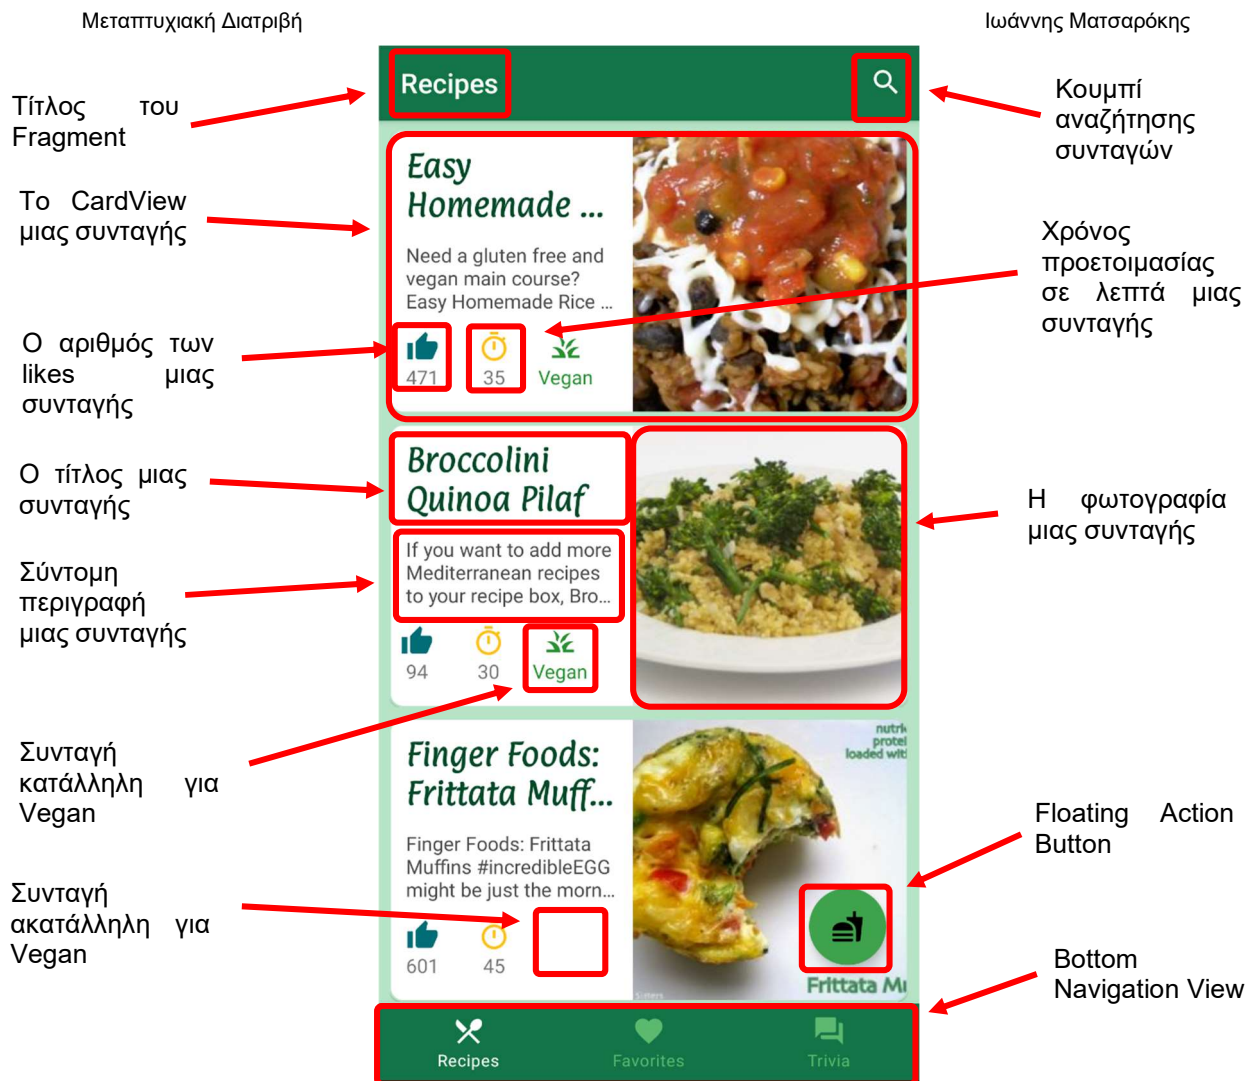 Μεταπτυχιακή Διατριβή
Ιωάννης Ματσαρόκης
Τίτλος του
Fragment
Το CardView
μιας συνταγής
Ο αριθμός των
likes μιας
συνταγής
Ο τίτλος μιας
συνταγής
Σύντομη
περιγραφή
μιας συνταγής
Συνταγή
κατάλληλη για
Vegan
Συνταγή
ακατάλληλη για
Vegan
Recipes
Easy
Homemade ...
Need a gluten free and
vegan main course?
Easy Homemade Rice ...
471
35
Vegan
Broccolini
Quinoa Pilaf
If you want to add more
Mediterranean recipes
to your recipe box, Bro...
94
30
Vegan
Finger Foods:
Frittata Muff...
Finger Foods: Frittata
Muffins #incredibleEGG
might be just the morn...
601
45
nutri
protei
loaded wit
Frittata Mu
Recipes
Favorites
Trivia
Κουμπί
αναζήτησης
συνταγών
Χρόνος
προετοιμασίας
σε λεπτά μιας
συνταγής
Η φωτογραφία
μιας συνταγής
Floating Action
Button
Bottom
Navigation View